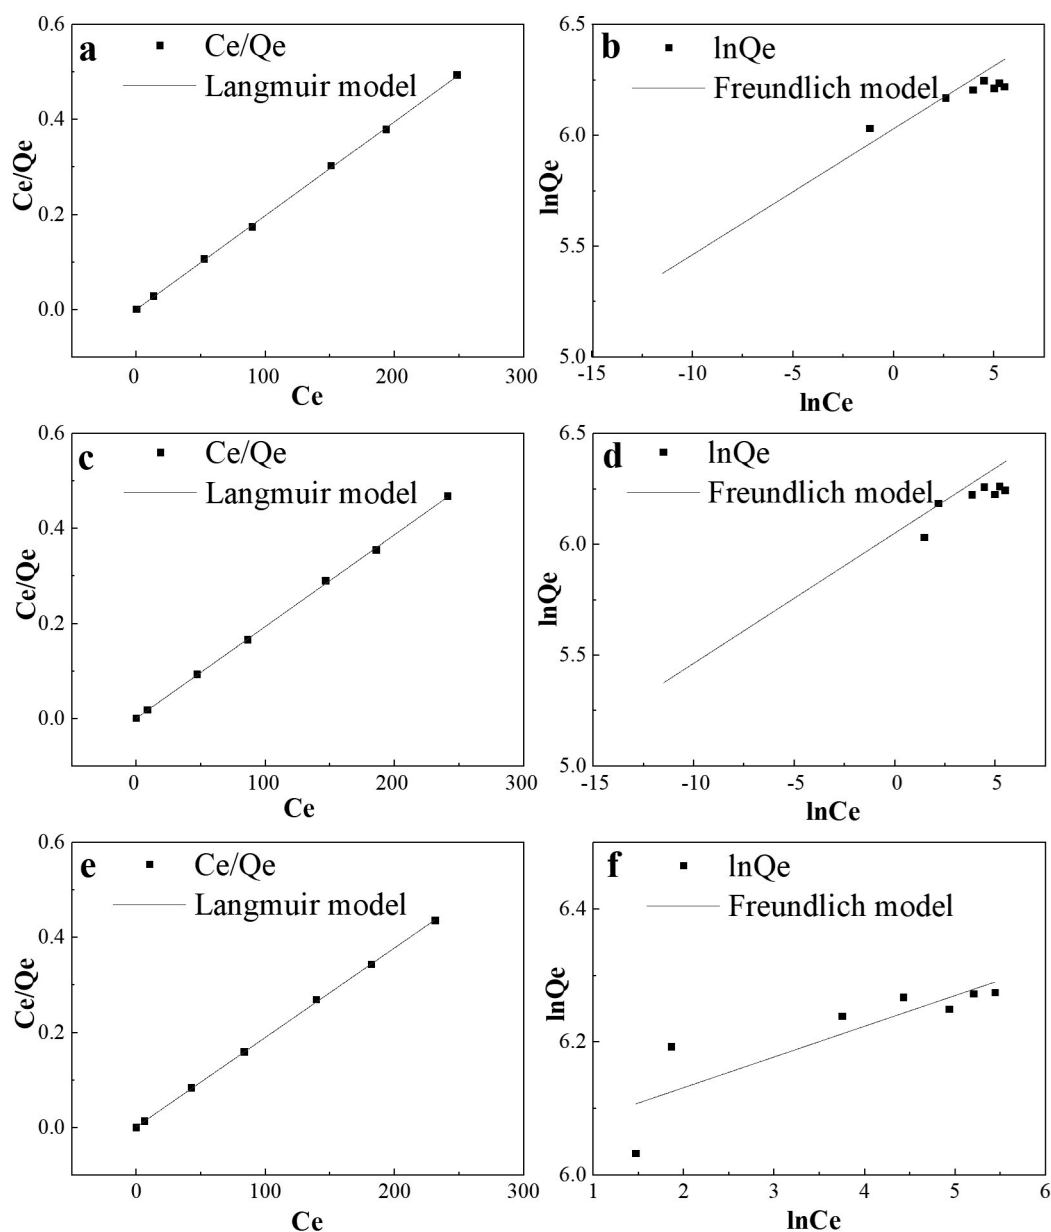 a
Ce/Qe
Langmuir model
0.6
0.4
0.2
0.0
Ce/Qe
0
100
200
300
Ce
b
lnQe
Freundlich model
6.5
6.0
5.5
5.0
lnQe
-15
-10
-5
0
5
lnCe
c
Ce/Qe
Langmuir model
0.6
0.4
0.2
0.0
Ce/Qe
0
100
200
300
Ce
d
lnQe
Freundlich model
6.5
6.0
5.5
5.0
lnQe
-15
-10
-5
0
5
lnCe
e
Ce/Qe
Langmuir model
0.6
0.4
0.2
0.0
Ce/Qe
0
100
200
300
Ce
f
lnQe
Freundlich model
6.4
6.2
6.0
lnQe
1
2
3
4
5
6
lnCe